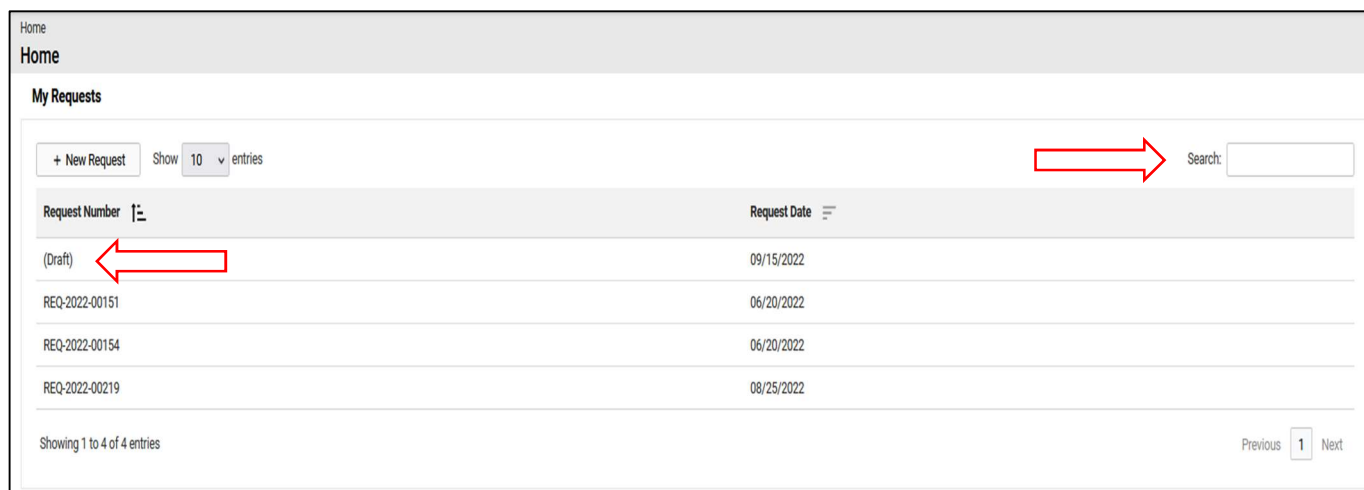 Home
Home
My Requests
+ New Request Show 10 entries Search:
Request Number Request Date
(Draft) 09/15/2022
REQ-2022-00151 06/20/2022
REQ-2022-00154 06/20/2022
REQ-2022-00219 08/25/2022
Showing 1 to 4 of 4 entries Previous 1 Next